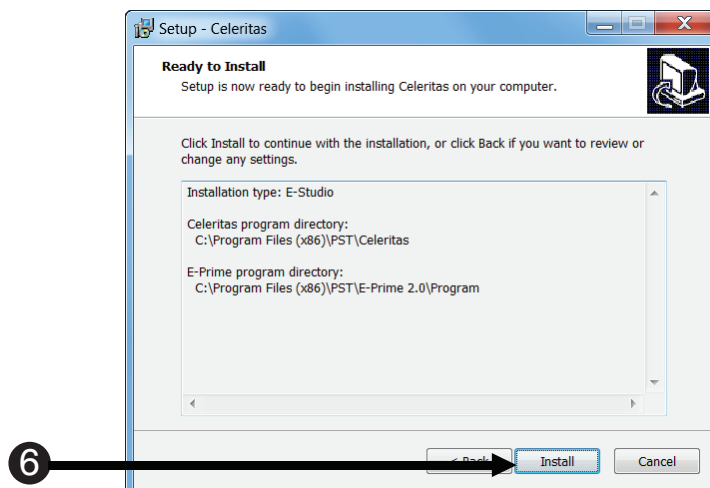 Setup - Celeritas
Ready to Install
Setup is now ready to begin installing Celeritas on your computer.
Click Install to continue with the installation, or click Back if you want to review or
change any settings.
Installation type: E-Studio
Celeritas program directory:
C:\Program Files (x86)\PST\Celeritas
E-Prime program directory:
C:\Program Files (x86)\PST\E-Prime 2.0\Program
6 < Back Install Cancel